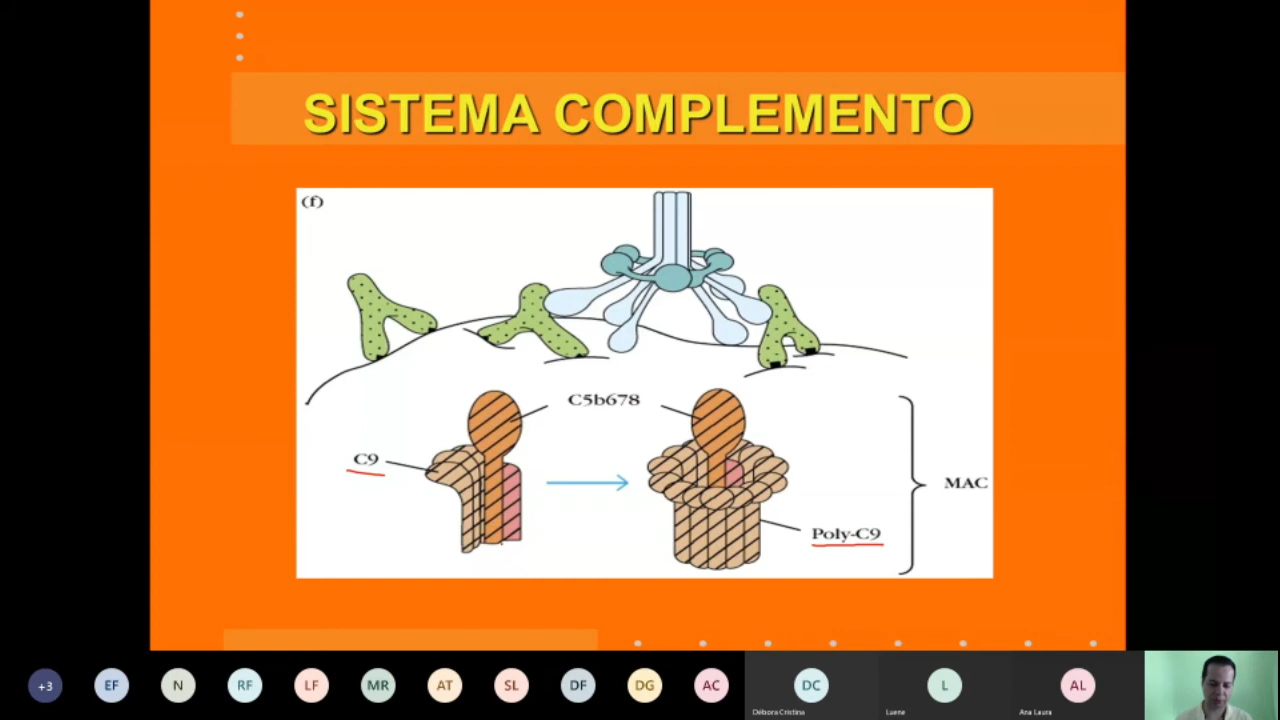 SISTEMA COMPLEMENTO
(f)
C5b678
C9
MAC
Poly-C9
+3
EF
N
RF
LF
MR
AT
SL
DF
DG
AC
DC
L
AL
Débora Cristina
Luene
Ana Laura